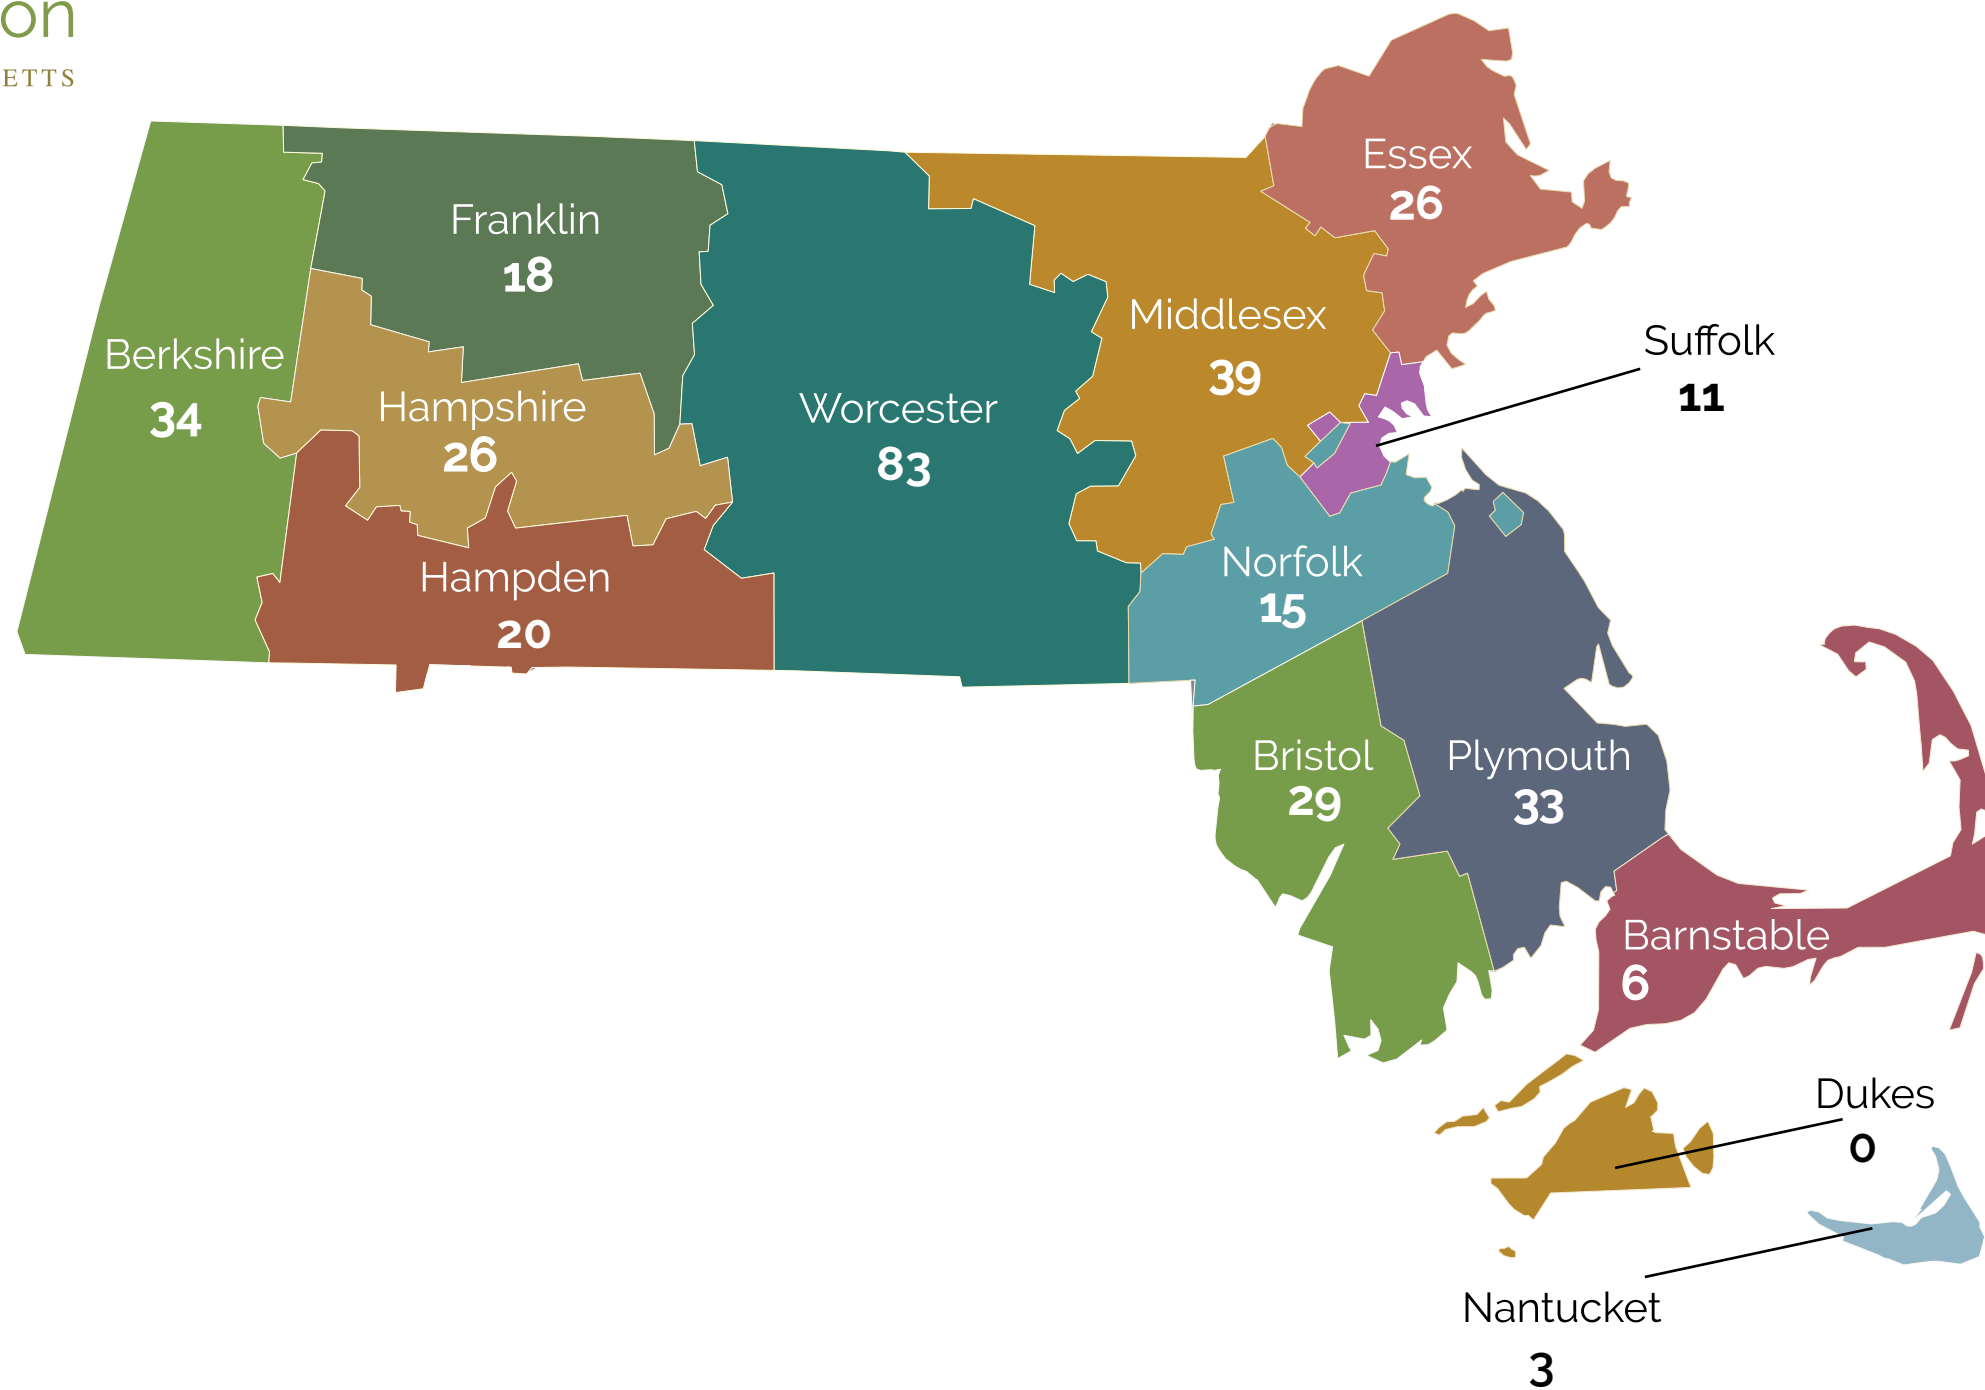 on
ETTS
Essex
26
Franklin
18
Middlesex
39
Suffolk
11
Berkshire
34
Hampshire
26
Worcester
83
Hampden
20
Norfolk
15
Bristol
29
Plymouth
33
Barnstable
6
Dukes
0
Nantucket
3